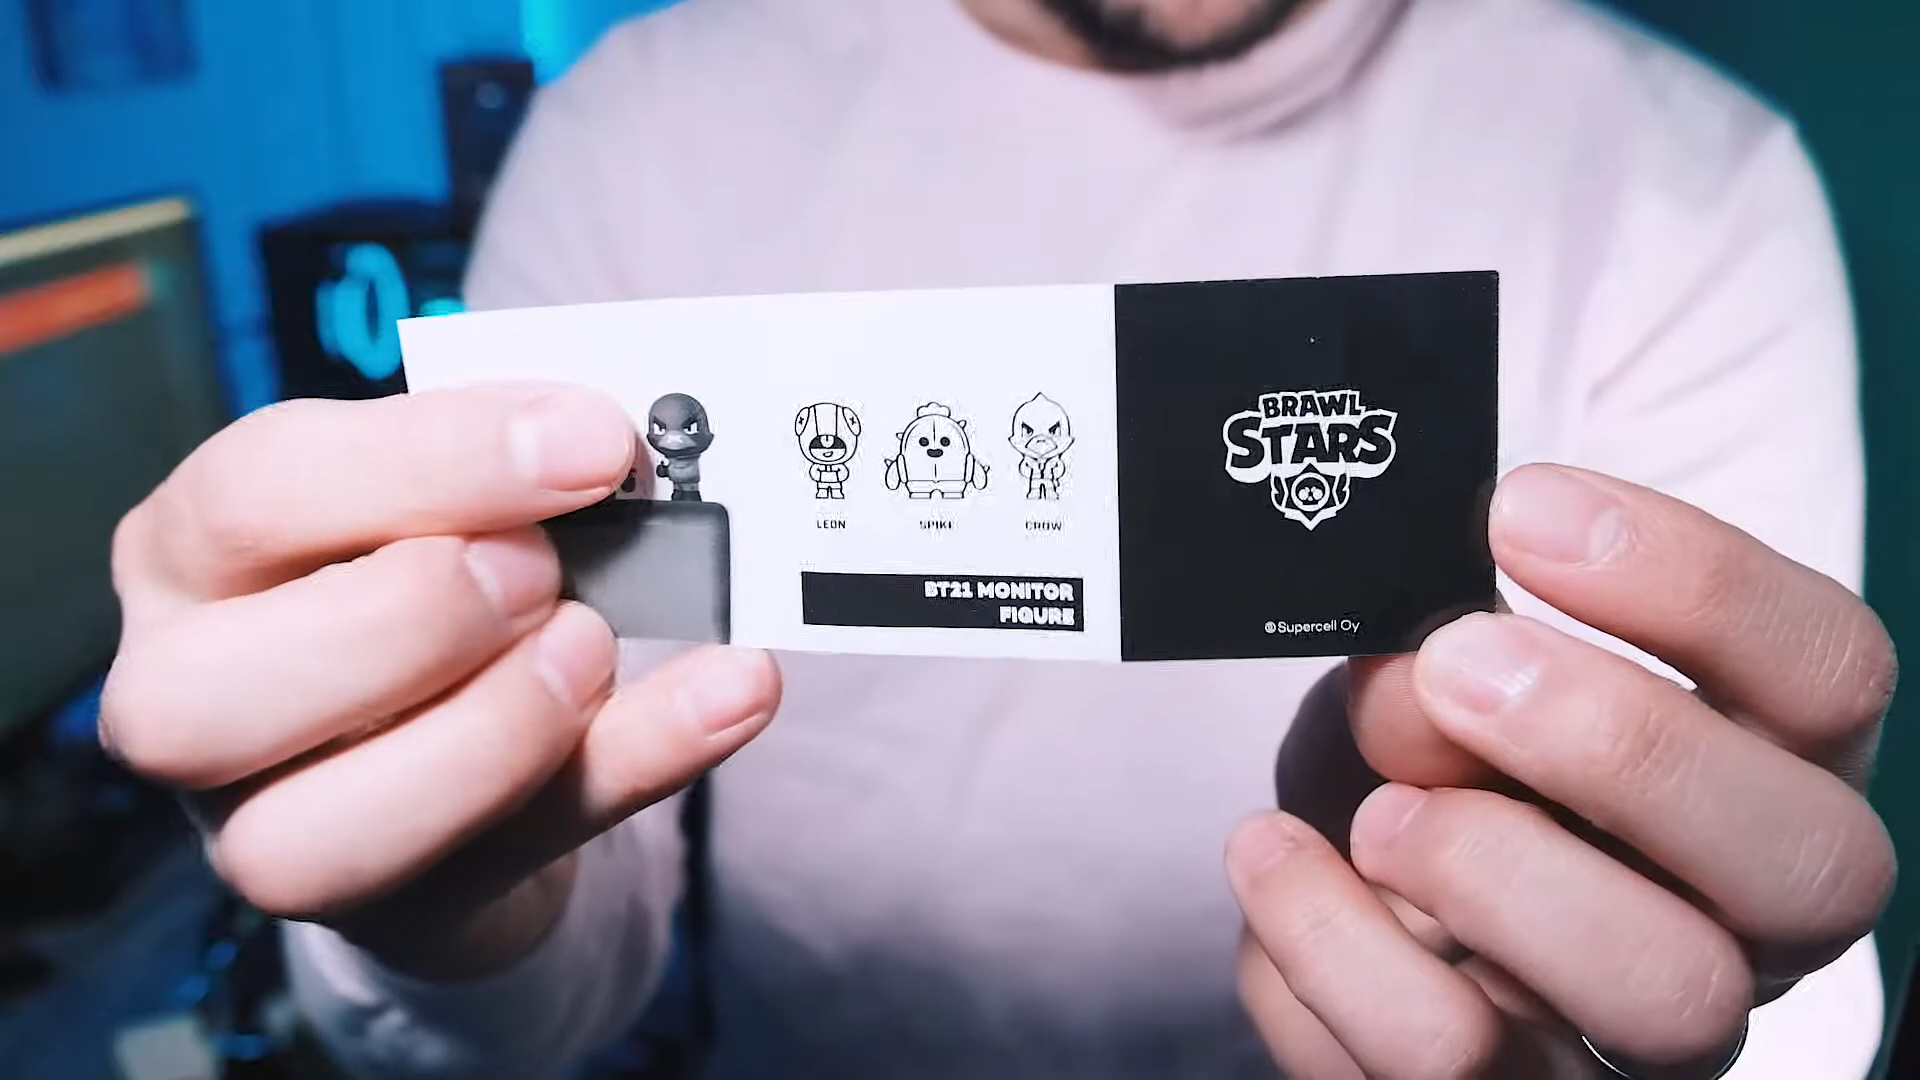 LEON
SPIKE
CROW
BT21 MONITOR
FIGURE
BRAWL
STARS
© Supercell Oy